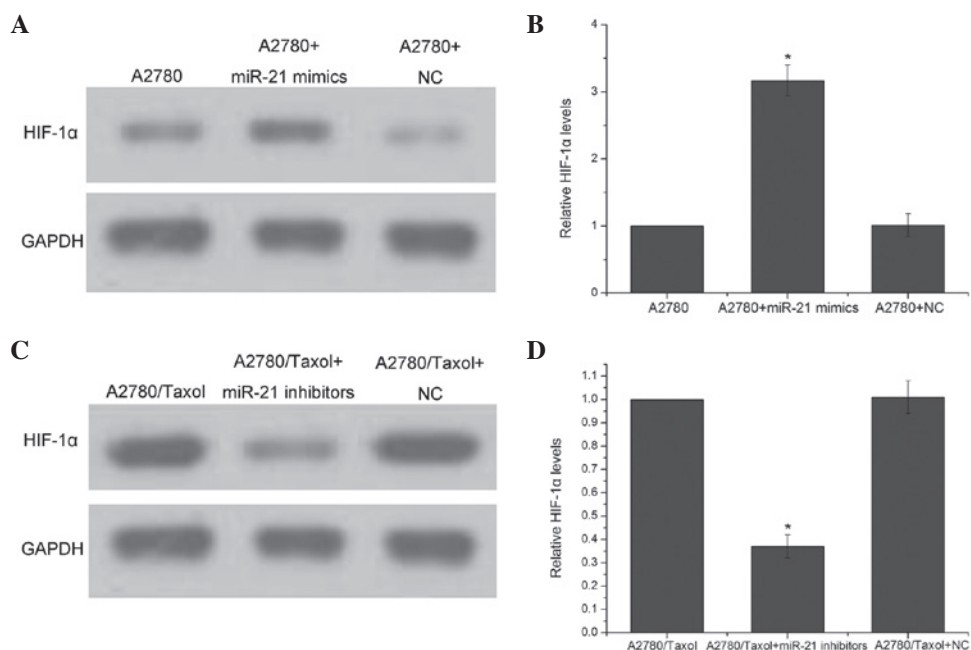 A
A2780
A2780+
miR-21 mimics
A2780+
NC
HIF-1α
GAPDH
B
Relative HIF-1α levels
4
3
2
1
0
*
A2780
A2780+miR-21 mimics
A2780+NC
C
A2780/Taxol
A2780/Taxol+
miR-21 inhibitors
A2780/Taxol+
NC
HIF-1α
GAPDH
D
Relative HIF-1α levels
1.1
1.0
0.9
0.8
0.7
0.6
0.5
0.4
0.3
0.2
0.1
0.0
*
A2780/Taxol
A2780/Taxol+miR-21 inhibitors
A2780/Taxol+NC